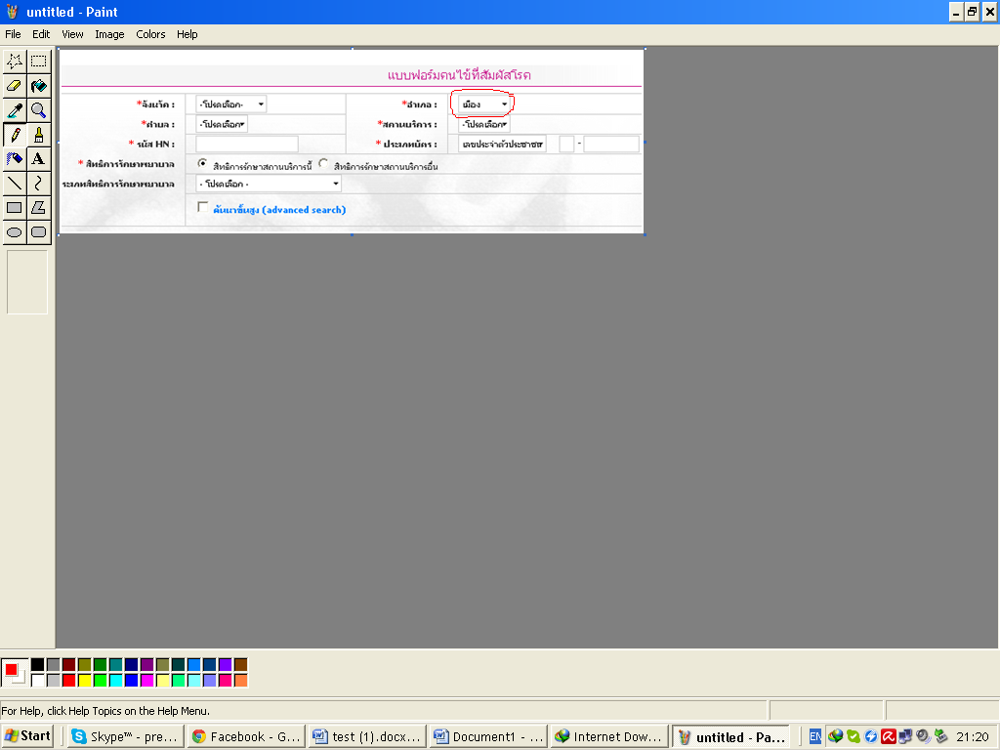 untitled - Paint
File Edit View Image Colors Help
แบบฟอร์มคนไข้ที่สัมผัสโรค
*จังหวัด : -โปรดเลือก- *อำเภอ : เมือง
*ตำบล : -โปรดเลือก *สถานบริการ : -โปรดเลือก
* รหัส HN : * ประเภทบัตร : เลขประจำตัวประชาชน -
* สิทธิการรักษาพยาบาล สิทธิการรักษาสถานบริการนี้ สิทธิการรักษาสถานบริการอื่น
ระเภทสิทธิการรักษาพยาบาล - โปรดเลือก -
ค้นหาขั้นสูง (advanced search)
For Help, click Help Topics on the Help Menu.
Start Skype™ - pre... Facebook - G... test (1).docx... Document1 - ... Internet Dow... untitled - Pa... EN 21:20